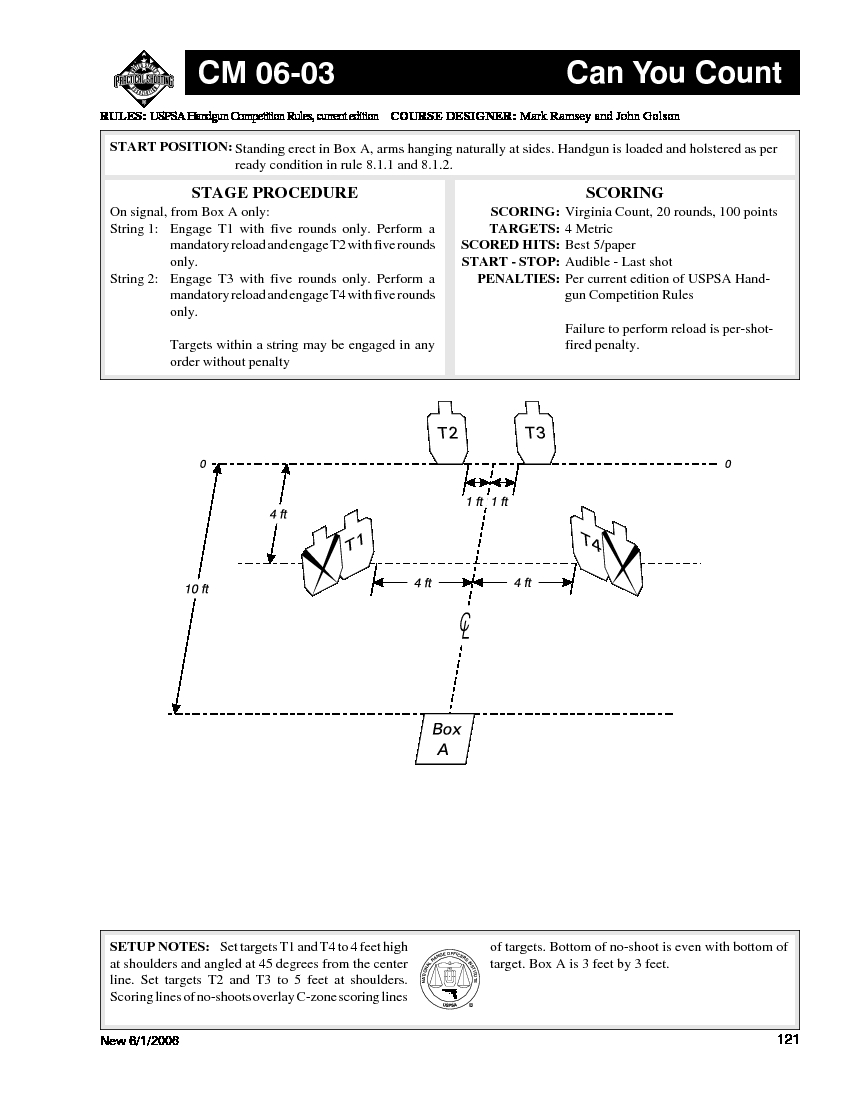 CM 06-03 Can You Count
RULES: USPSA Handgun Competition Rules, current edition COURSE DESIGNER: Mark Ramsey and John Golson
START POSITION: Standing erect in Box A, arms hanging naturally at sides. Handgun is loaded and holstered as per
ready condition in rule 8.1.1 and 8.1.2.
STAGE PROCEDURE
On signal, from Box A only:
String 1: Engage T1 with five rounds only. Perform a
mandatory reload and engage T2 with five rounds
only.
String 2: Engage T3 with five rounds only. Perform a
mandatory reload and engage T4 with five rounds
only.
Targets within a string may be engaged in any
order without penalty
SCORING
SCORING: Virginia Count, 20 rounds, 100 points
TARGETS: 4 Metric
SCORED HITS: Best 5/paper
START - STOP: Audible - Last shot
PENALTIES: Per current edition of USPSA Hand-
gun Competition Rules
Failure to perform reload is per-shot-
fired penalty.
T2 T3
0 0
1 ft 1 ft
4 ft
T1 T4
10 ft
4 ft 4 ft
CL
Box
A
SETUP NOTES: Set targets T1 and T4 to 4 feet high
at shoulders and angled at 45 degrees from the center
line. Set targets T2 and T3 to 5 feet at shoulders.
Scoring lines of no-shoots overlay C-zone scoring lines
of targets. Bottom of no-shoot is even with bottom of
target. Box A is 3 feet by 3 feet.
USPSA
New 6/1/2006 121